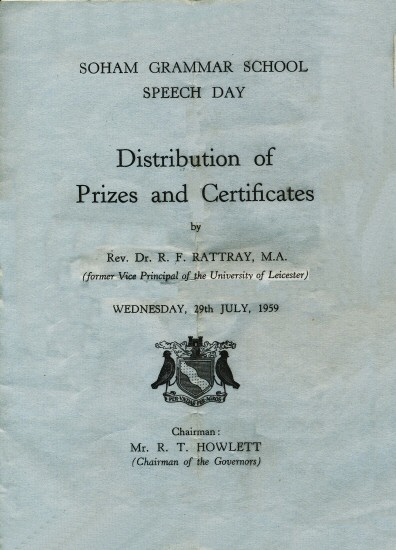 SOHAM GRAMMAR SCHOOL
SPEECH DAY
Distribution of
Prizes and Certificates
by
Rev. Dr. R. F. RATTRAY, M.A.
(former Vice Principal of the University of Leicester)
WEDNESDAY, 29th JULY, 1959
Chairman:
Mr. R. T. HOWLETT
(Chairman of the Governors)